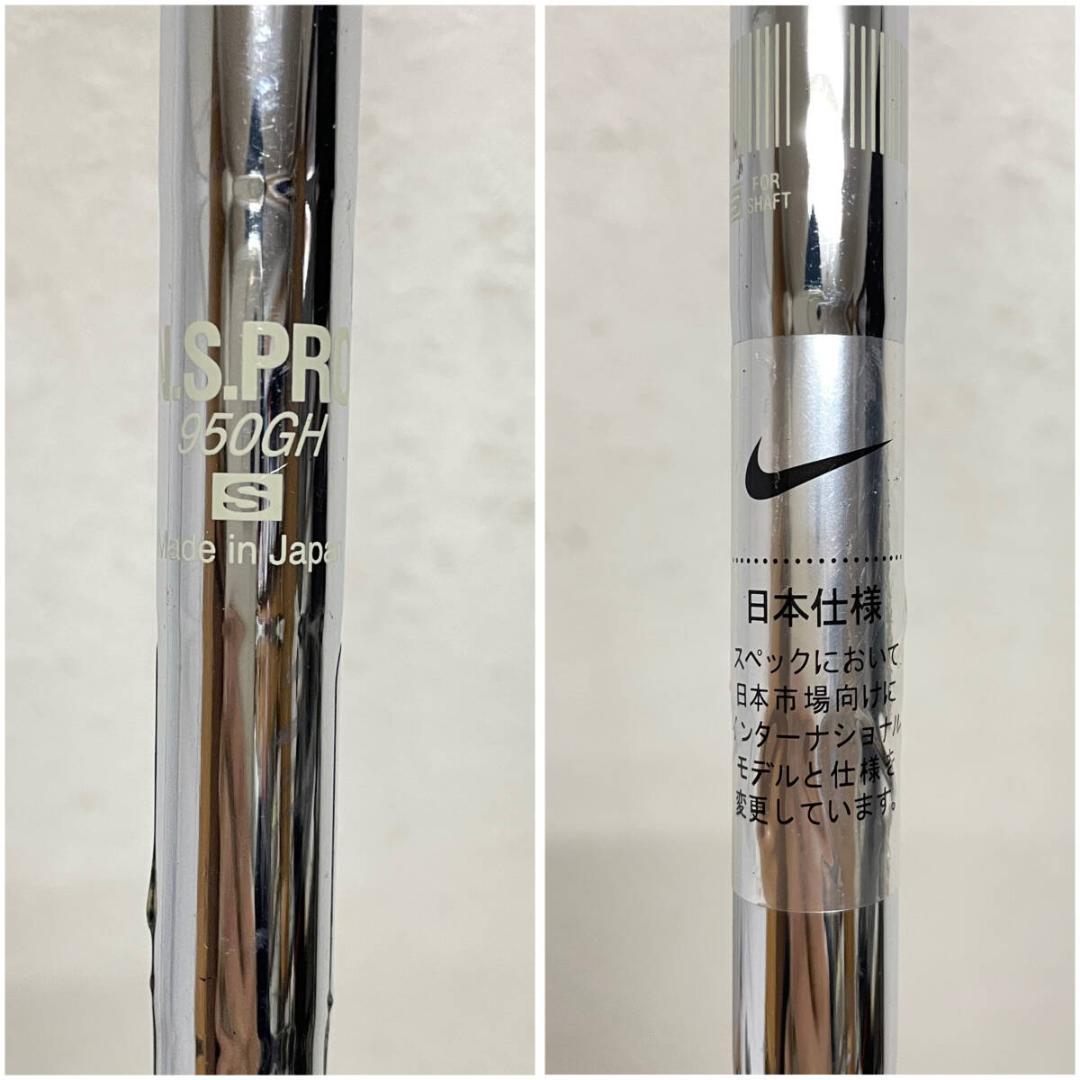 N.S.PRO
950GH
S
Made in Japan
FOR
SHAFT
日本仕様
スペックにおいて、
日本市場向けに
インターナショナル
モデルと仕様を
変更しています。